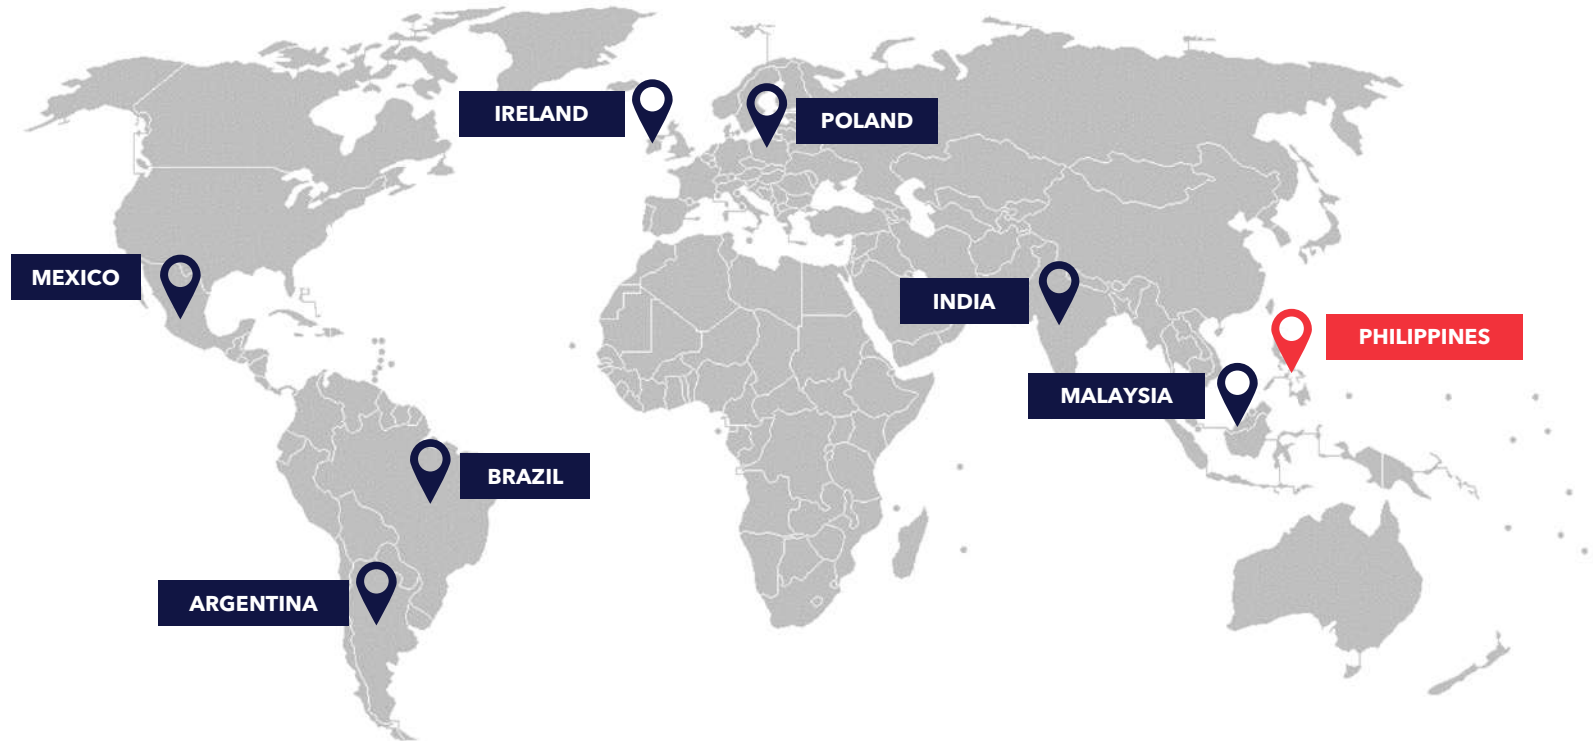 IRELAND
POLAND
MEXICO
INDIA
PHILIPPINES
MALAYSIA
BRAZIL
ARGENTINA